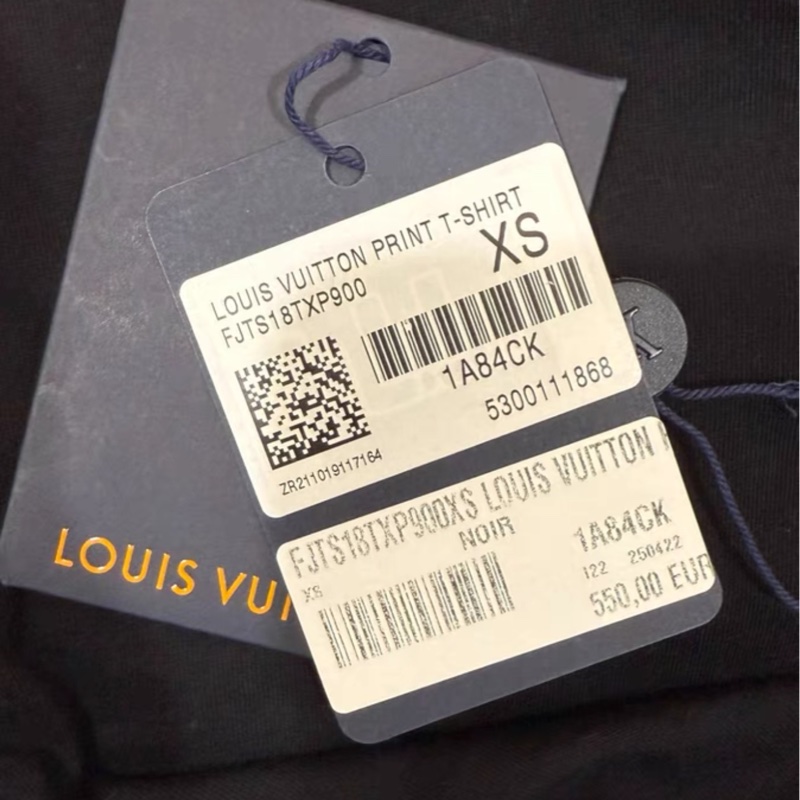 LOUIS VUITTON PRINT T-SHIRT
FJTS18TXP900
XS
1A84CK
5300111868
ZR211019117164
FJTS18TXP900XS LOUIS VUITTON
NOIR
1A84CK
XS
I22 250422
550,00 EUR
LOUIS VUI